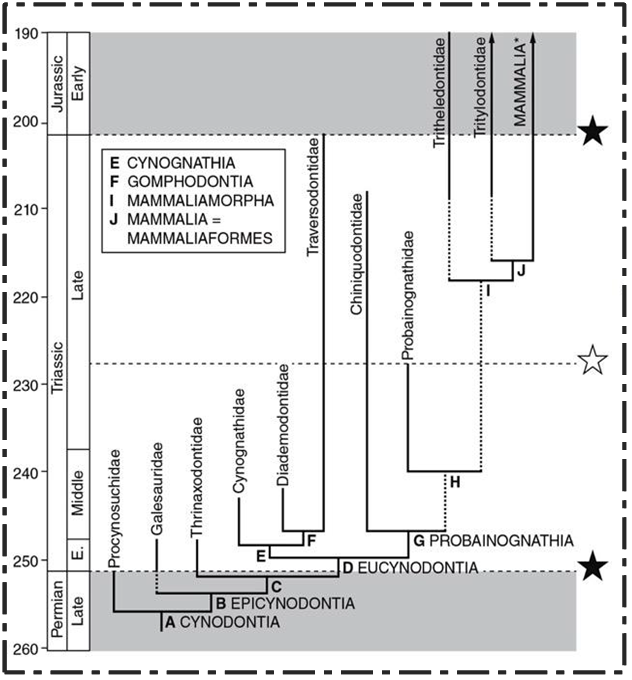 190
200
210
220
230
240
250
260
Jurassic
Early
Triassic
Late
Middle
E.
Permian
Late
E CYNOGNATHIA
F GOMPHODONTIA
I MAMMALIAMORPHA
J MAMMALIA =
MAMMALIAFORMES
Procynosuchidae
Galesauridae
Thrinaxodontidae
Cynognathidae
Diademodontidae
Traversodontidae
Chiniquodontidae
Probainognathidae
Tritheledontidae
Tritylodontidae
MAMMALIA*
J
I
H
F
G PROBAINOGNATHIA
E
D EUCYNODONTIA
C
B EPICYNODONTIA
A CYNODONTIA